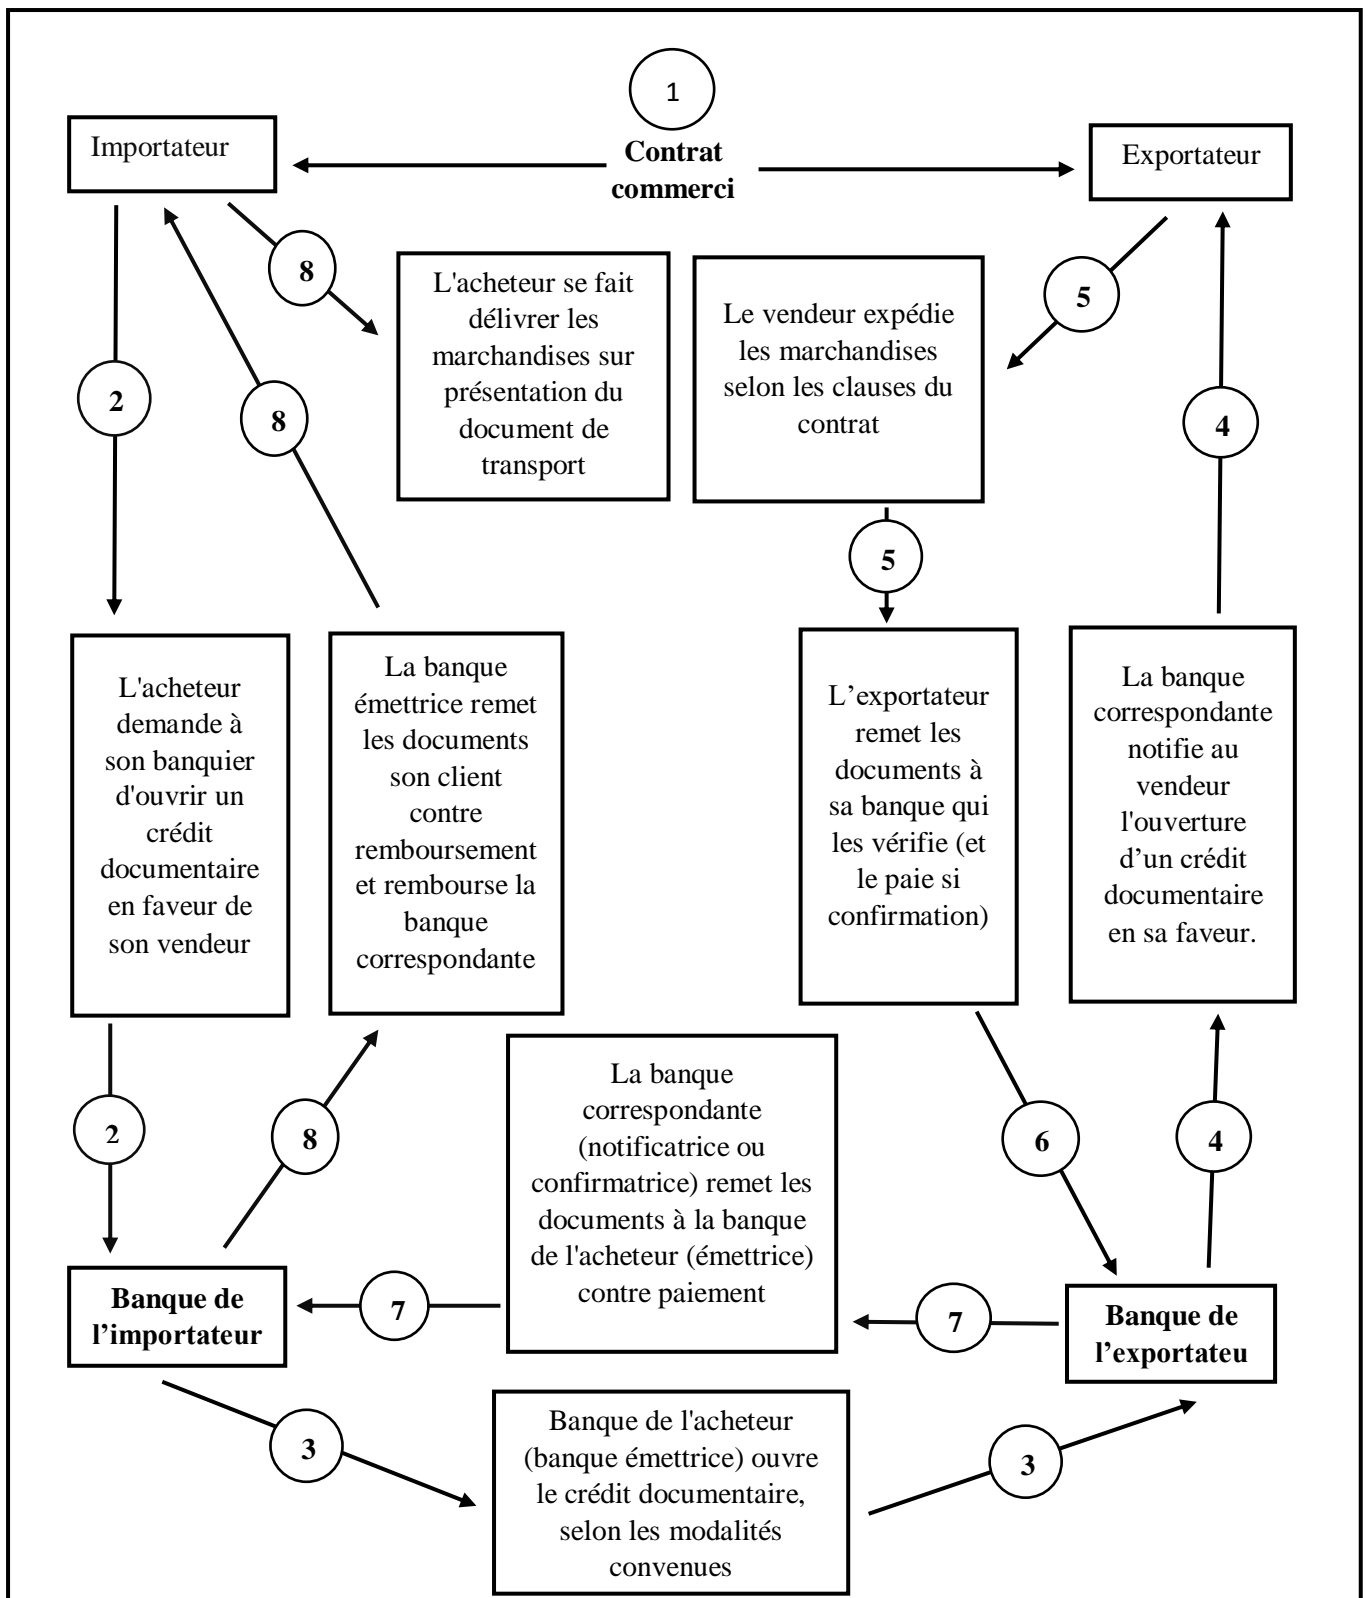 1
Importateur
Contrat
commerci
Exportateur
8
5
L'acheteur se fait
délivrer les
marchandises sur
présentation du
document de
transport
Le vendeur expédie
les marchandises
selon les clauses du
contrat
2
8
4
5
L'acheteur
demande à
son banquier
d'ouvrir un
crédit
documentaire
en faveur de
son vendeur
La banque
émettrice remet
les documents
son client
contre
remboursement
et rembourse la
banque
correspondante
L’exportateur
remet les
documents à
sa banque qui
les vérifie (et
le paie si
confirmation)
La banque
correspondante
notifie au
vendeur
l'ouverture
d’un crédit
documentaire
en sa faveur.
2
8
La banque
correspondante
(notificatrice ou
confirmatrice) remet les
documents à la banque
de l'acheteur (émettrice)
contre paiement
6
4
Banque de
l’importateur
7
7
Banque de
l’exportateu
3
Banque de l'acheteur
(banque émettrice) ouvre
le crédit documentaire,
selon les modalités
convenues
3